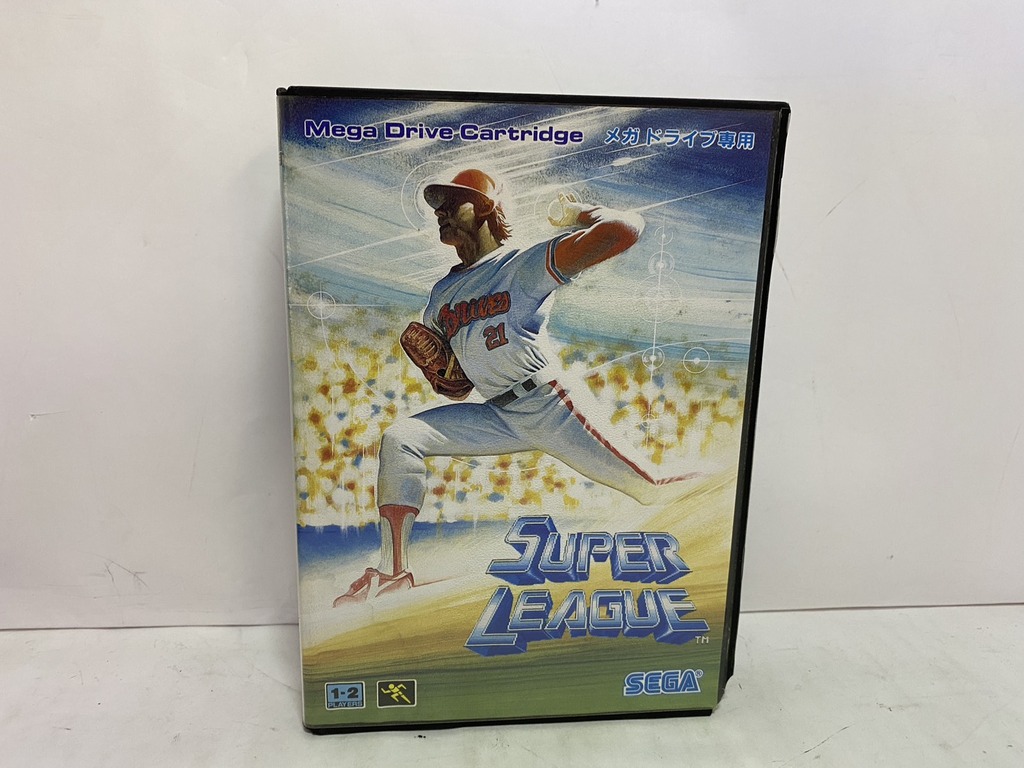 Mega Drive Cartridge メガドライブ専用
21
SUPER
LEAGUE
TM
1-2
PLAYERS
SEGA®